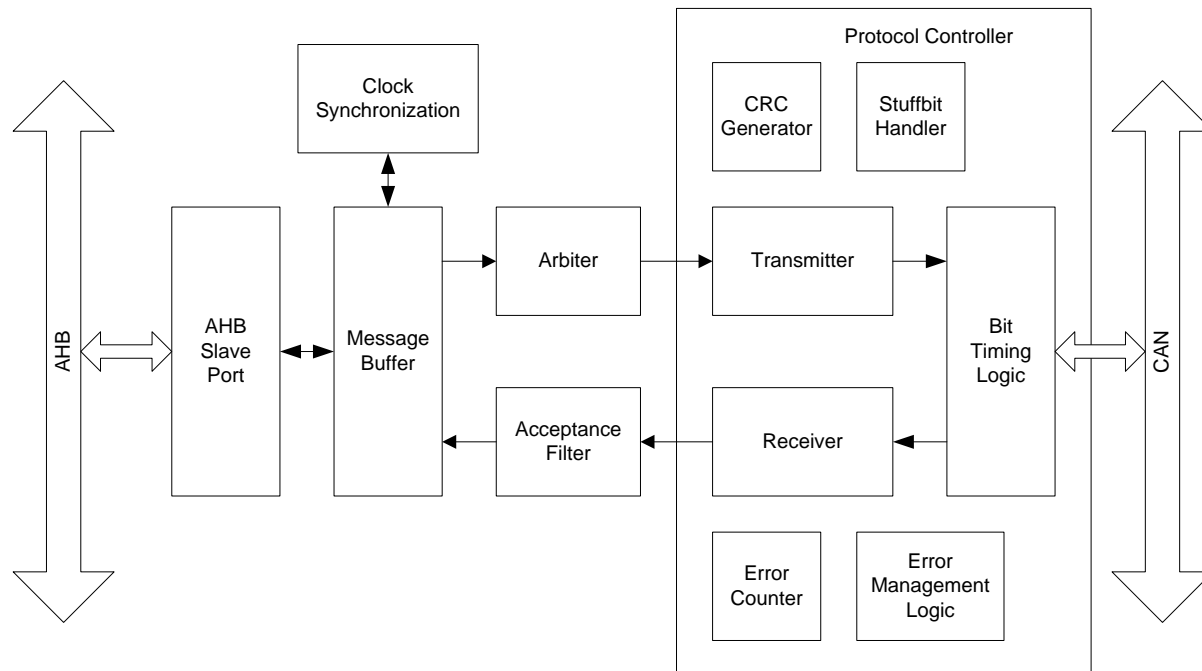 Protocol Controller
Clock
Synchronization
CRC
Generator
Stuffbit
Handler
AHB
AHB
Slave
Port
Message
Buffer
Arbiter
Transmitter
Bit
Timing
Logic
CAN
Acceptance
Filter
Receiver
Error
Counter
Error
Management
Logic